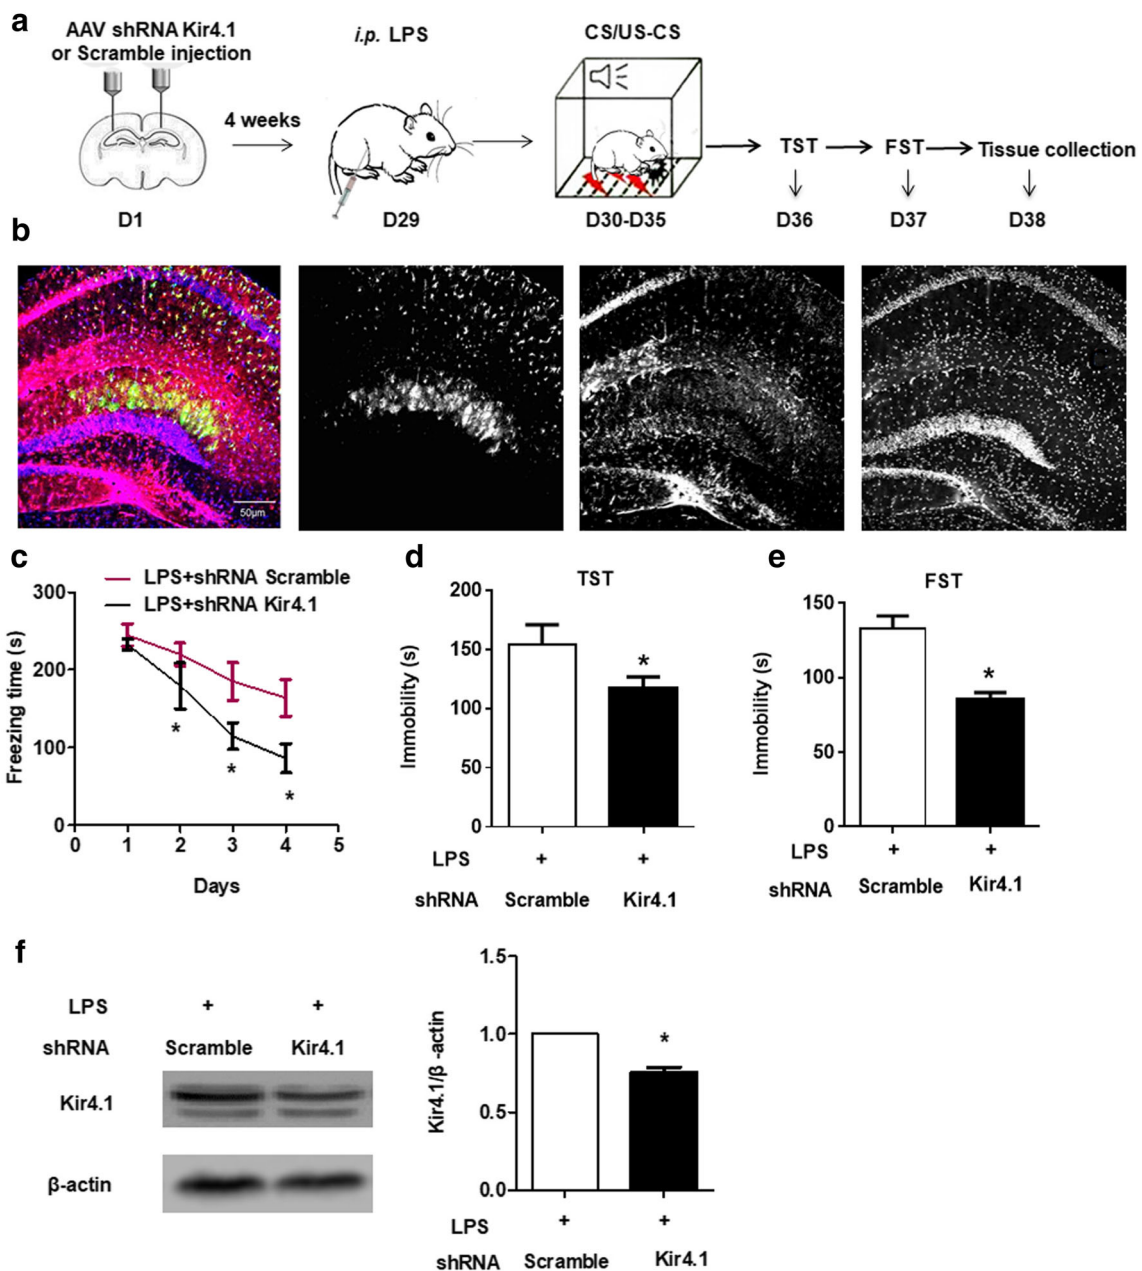 a
AAV shRNA Kir4.1
or Scramble injection
i.p. LPS
CS/US-CS
4 weeks
TST
FST
Tissue collection
D1
D29
D30-D35
D36
D37
D38
b
50μm
c
LPS+shRNA Scramble
LPS+shRNA Kir4.1
Freezing time (s)
300
200
100
0
0 1 2 3 4 5
* * *
Days
d
TST
Immobility (s)
200
150
100
50
0
*
LPS + +
shRNA Scramble Kir4.1
e
FST
Immobility (s)
150
100
50
0
*
LPS + +
shRNA Scramble Kir4.1
f
LPS + +
shRNA Scramble Kir4.1
Kir4.1
β-actin
Kir4.1/β -actin
1.5
1.0
0.5
0.0
*
LPS + +
shRNA Scramble Kir4.1